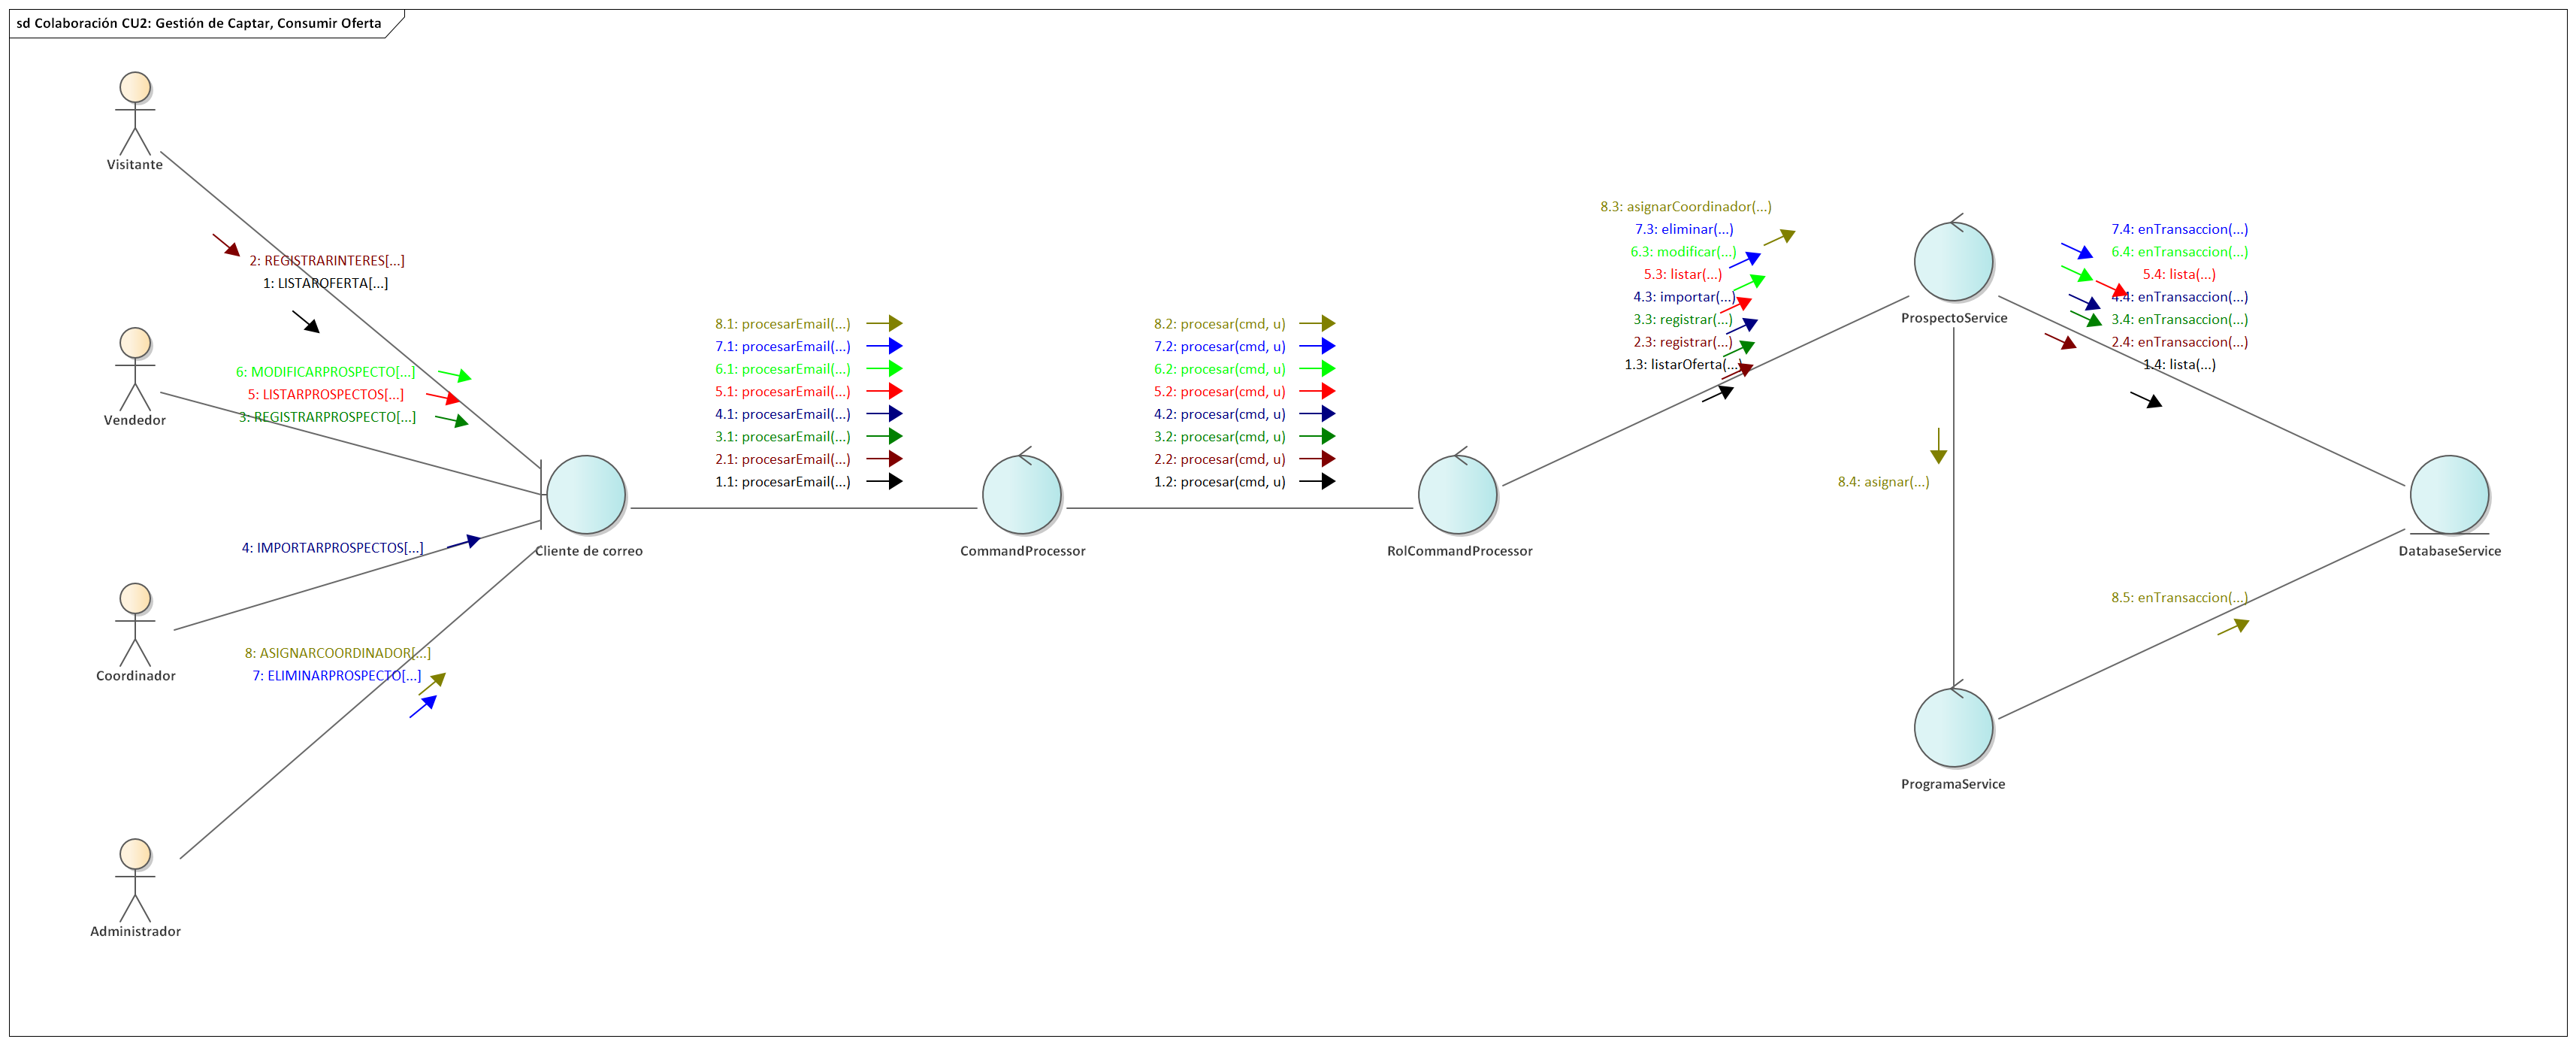 sd Colaboración CU2: Gestión de Captar, Consumir Oferta
Visitante
2: REGISTRARINTERES[...]
1: LISTAROFERTA[...]
Vendedor
6: MODIFICARPROSPECTO[...]
5: LISTARPROSPECTOS[...]
3: REGISTRARPROSPECTO[...]
4: IMPORTARPROSPECTOS[...]
Coordinador
8: ASIGNARCOORDINADOR[...]
7: ELIMINARPROSPECTO[...]
Administrador
Cliente de correo
8.1: procesarEmail(...)
7.1: procesarEmail(...)
6.1: procesarEmail(...)
5.1: procesarEmail(...)
4.1: procesarEmail(...)
3.1: procesarEmail(...)
2.1: procesarEmail(...)
1.1: procesarEmail(...)
CommandProcessor
8.2: procesar(cmd, u)
7.2: procesar(cmd, u)
6.2: procesar(cmd, u)
5.2: procesar(cmd, u)
4.2: procesar(cmd, u)
3.2: procesar(cmd, u)
2.2: procesar(cmd, u)
1.2: procesar(cmd, u)
RolCommandProcessor
8.3: asignarCoordinador(...)
7.3: eliminar(...)
6.3: modificar(...)
5.3: listar(...)
4.3: importar(...)
3.3: registrar(...)
2.3: registrar(...)
1.3: listarOferta(...)
ProspectoService
7.4: enTransaccion(...)
6.4: enTransaccion(...)
5.4: lista(...)
4.4: enTransaccion(...)
3.4: enTransaccion(...)
2.4: enTransaccion(...)
1.4: lista(...)
8.4: asignar(...)
DatabaseService
8.5: enTransaccion(...)
ProgramaService